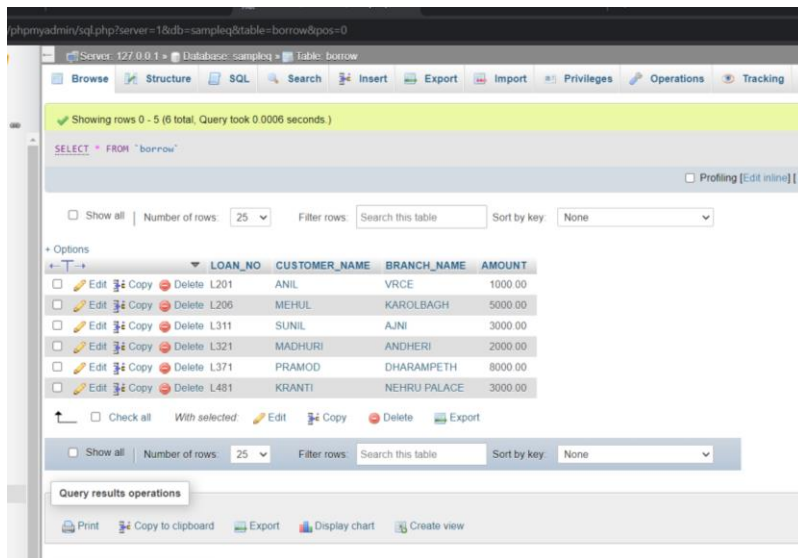 /phpmyadmin/sql.php?server=1&db=sampleq&table=borrow&pos=0
Server: 127.0.0.1 » Database: sampleq » Table: borrow
Browse Structure SQL Search Insert Export Import Privileges Operations Tracking
Showing rows 0 - 5 (6 total, Query took 0.0006 seconds.)
SELECT * FROM `borrow`
Profiling [Edit inline] [
Show all | Number of rows: 25 Filter rows: Search this table Sort by key: None
+ Options
←T→ LOAN_NO CUSTOMER_NAME BRANCH_NAME AMOUNT
Edit Copy Delete L201 ANIL VRCE 1000.00
Edit Copy Delete L206 MEHUL KAROLBAGH 5000.00
Edit Copy Delete L311 SUNIL AJNI 3000.00
Edit Copy Delete L321 MADHURI ANDHERI 2000.00
Edit Copy Delete L371 PRAMOD DHARAMPETH 8000.00
Edit Copy Delete L481 KRANTI NEHRU PALACE 3000.00
Check all With selected: Edit Copy Delete Export
Show all | Number of rows: 25 Filter rows: Search this table Sort by key: None
Query results operations
Print Copy to clipboard Export Display chart Create view